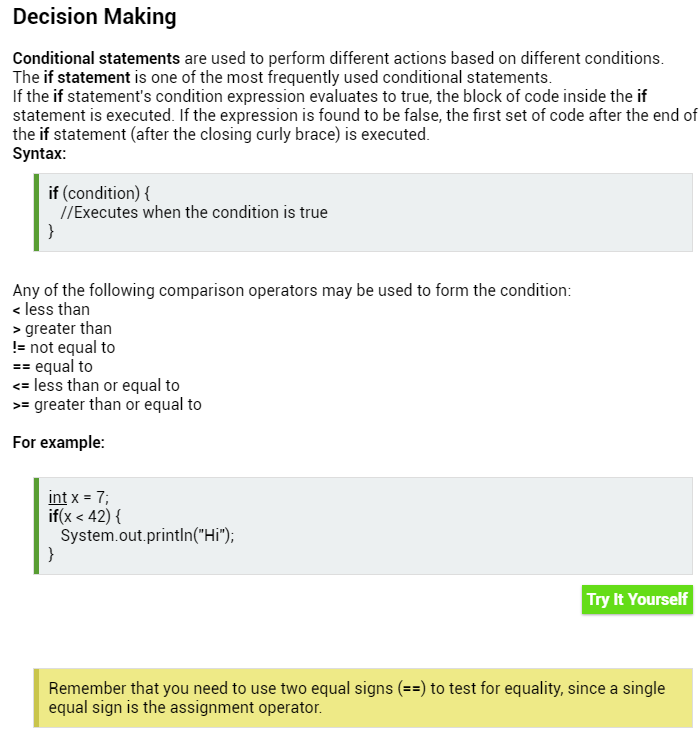 Decision Making
Conditional statements are used to perform different actions based on different conditions.
The if statement is one of the most frequently used conditional statements.
If the if statement's condition expression evaluates to true, the block of code inside the if
statement is executed. If the expression is found to be false, the first set of code after the end of
the if statement (after the closing curly brace) is executed.
Syntax:
if (condition) {
//Executes when the condition is true
}
Any of the following comparison operators may be used to form the condition:
< less than
> greater than
!= not equal to
== equal to
<= less than or equal to
>= greater than or equal to
For example:
int x = 7;
if(x < 42) {
System.out.println("Hi");
}
Try It Yourself
Remember that you need to use two equal signs (==) to test for equality, since a single
equal sign is the assignment operator.